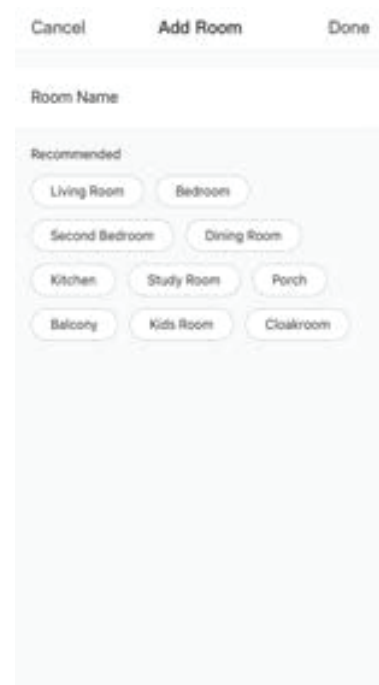 Cancel Add Room Done
Room Name
Recommended
Living Room Bedroom
Second Bedroom Dining Room
Kitchen Study Room Porch
Balcony Kids Room Cloakroom